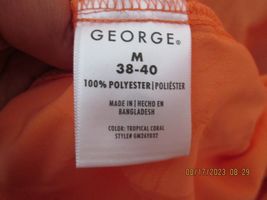 GEORGE®
M
38-40
100% POLYESTER | POLIÉSTER
MADE IN | HECHO EN
BANGLADESH
COLOR: TROPICAL CORAL
STYLE#
08/17/2023 08:29